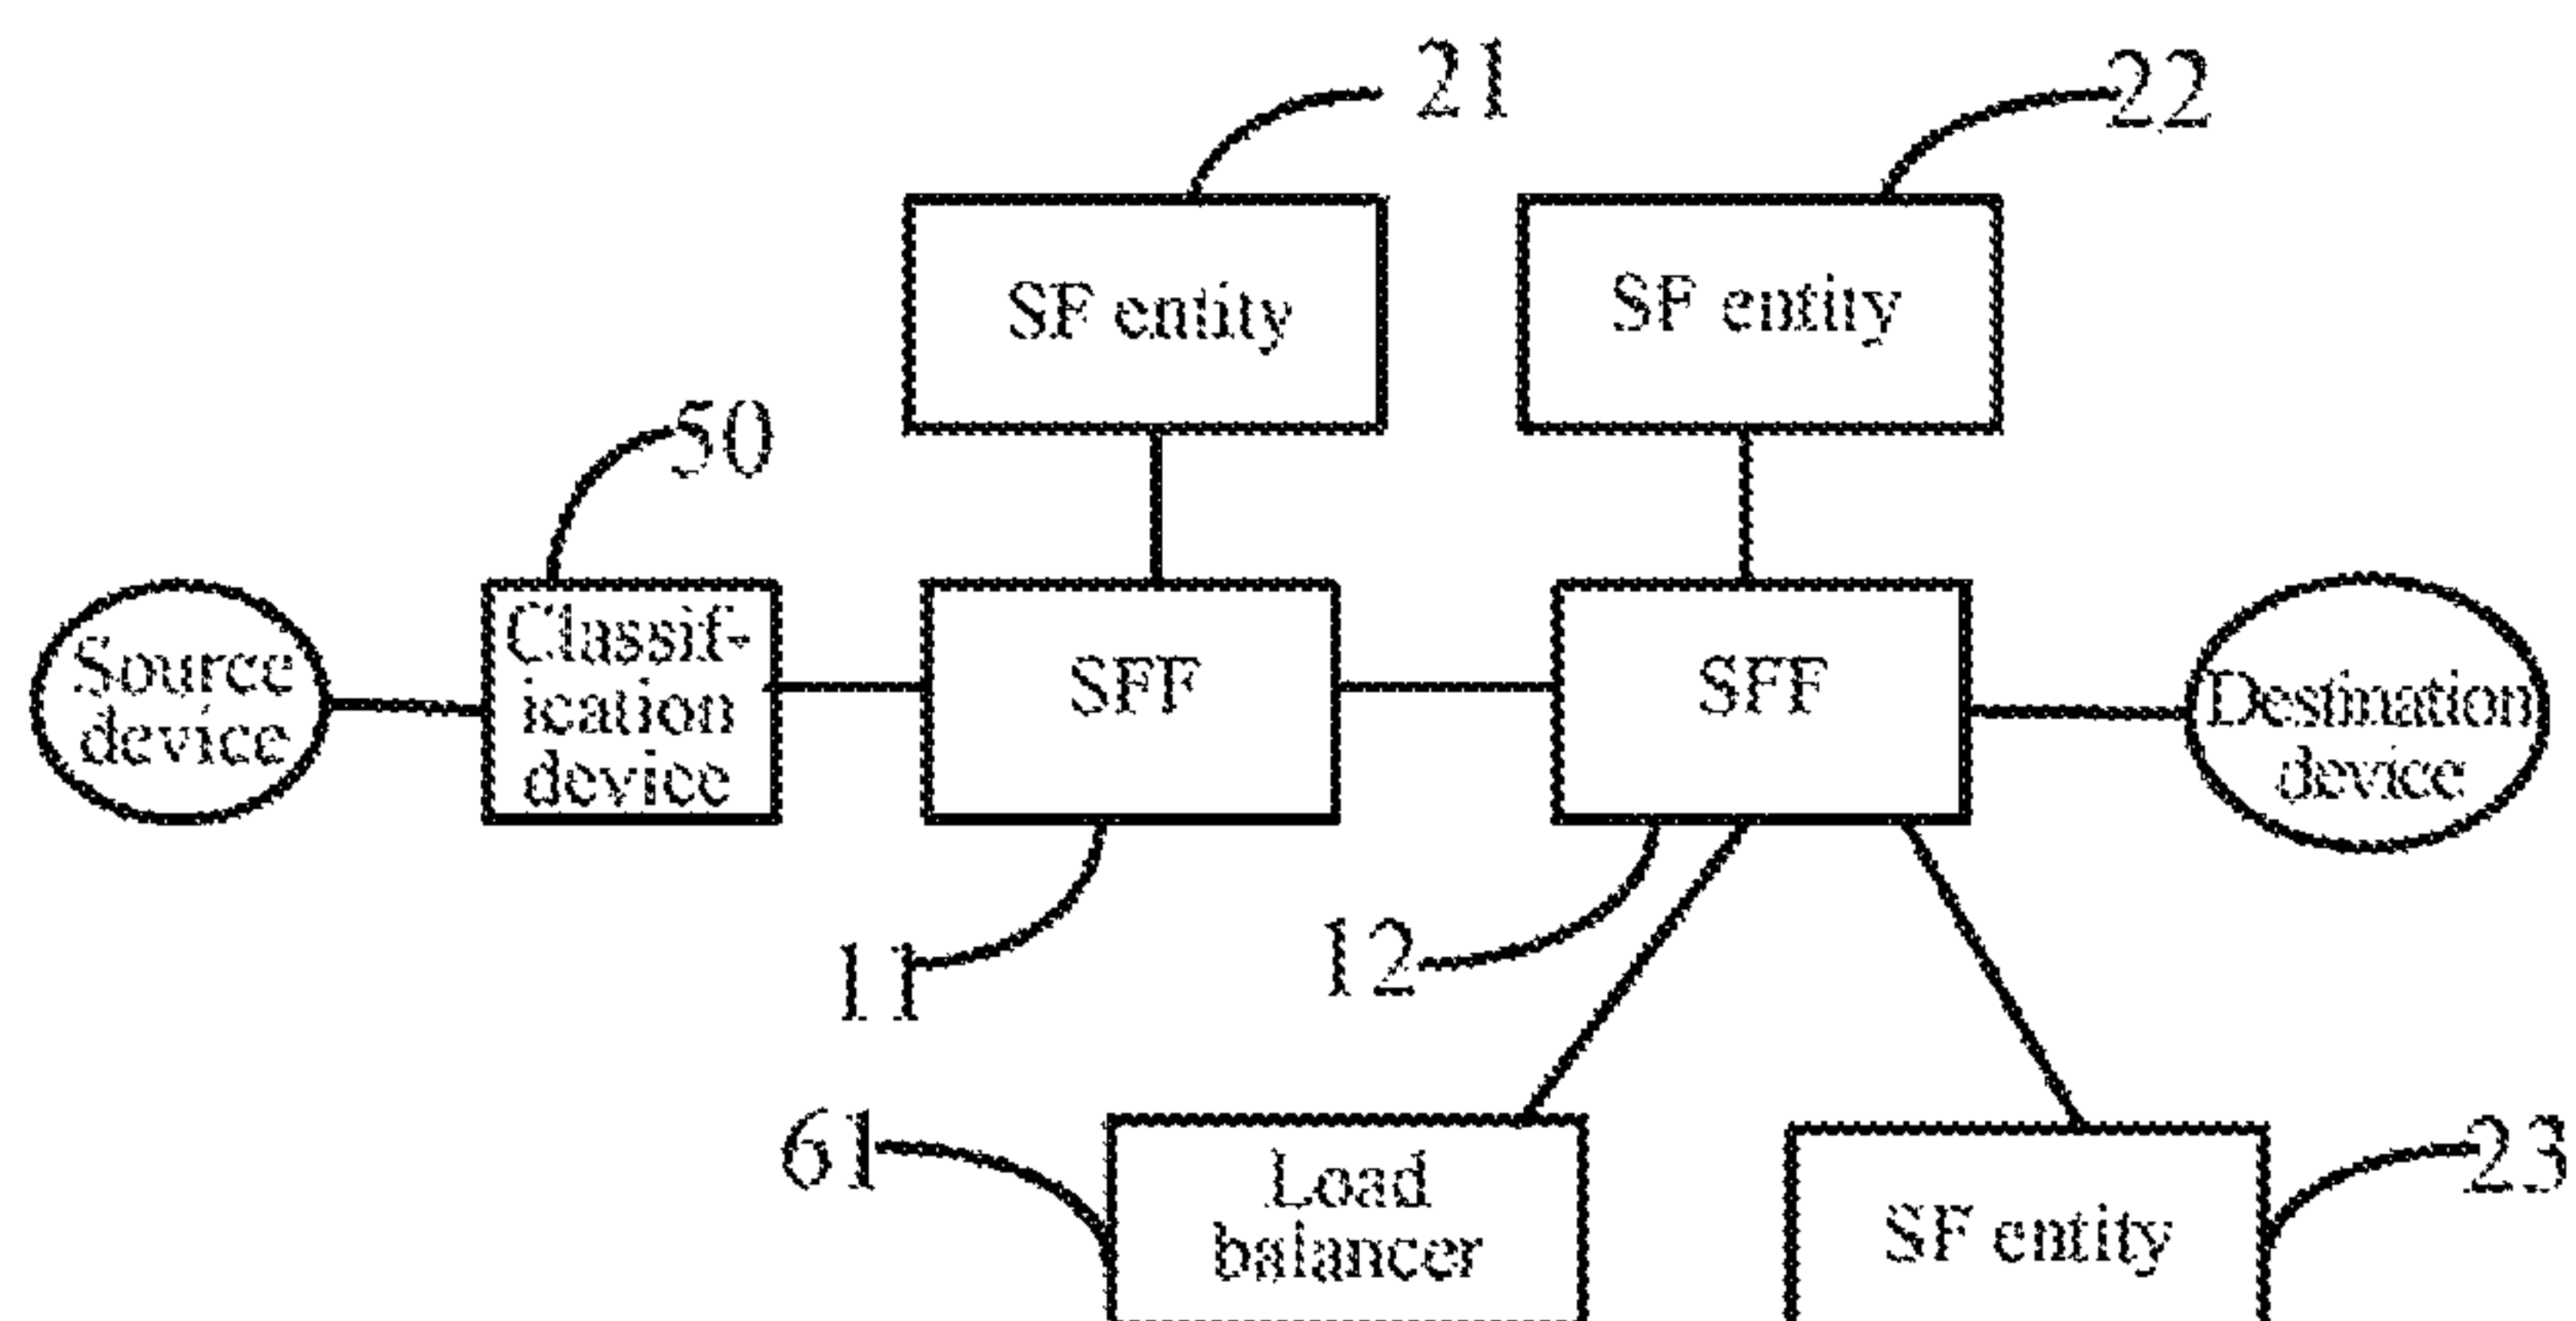 21
22
SF entity
SF entity
50
Source
device
Classif-
ication
device
SFF
SFF
Destination
device
11
12
61
Load
balancer
SF entity
23